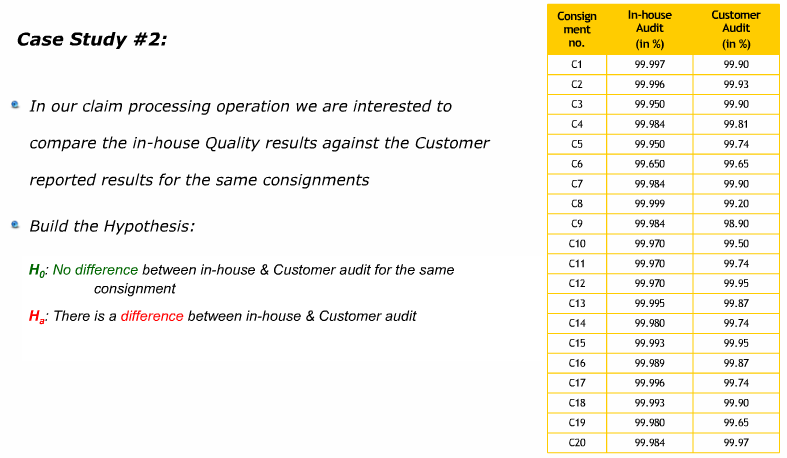 Case Study #2:
In our claim processing operation we are interested to
compare the in-house Quality results against the Customer
reported results for the same consignments
Build the Hypothesis:
H0: No difference between in-house & Customer audit for the same
consignment
Ha: There is a difference between in-house & Customer audit
Consign
ment
no.
In-house
Audit
(in %)
Customer
Audit
(in %)
C1 99.997 99.90
C2 99.996 99.93
C3 99.950 99.90
C4 99.984 99.81
C5 99.950 99.74
C6 99.650 99.65
C7 99.984 99.90
C8 99.999 99.20
C9 99.984 98.90
C10 99.970 99.50
C11 99.970 99.74
C12 99.970 99.95
C13 99.995 99.87
C14 99.980 99.74
C15 99.993 99.95
C16 99.989 99.87
C17 99.996 99.74
C18 99.993 99.90
C19 99.980 99.65
C20 99.984 99.97